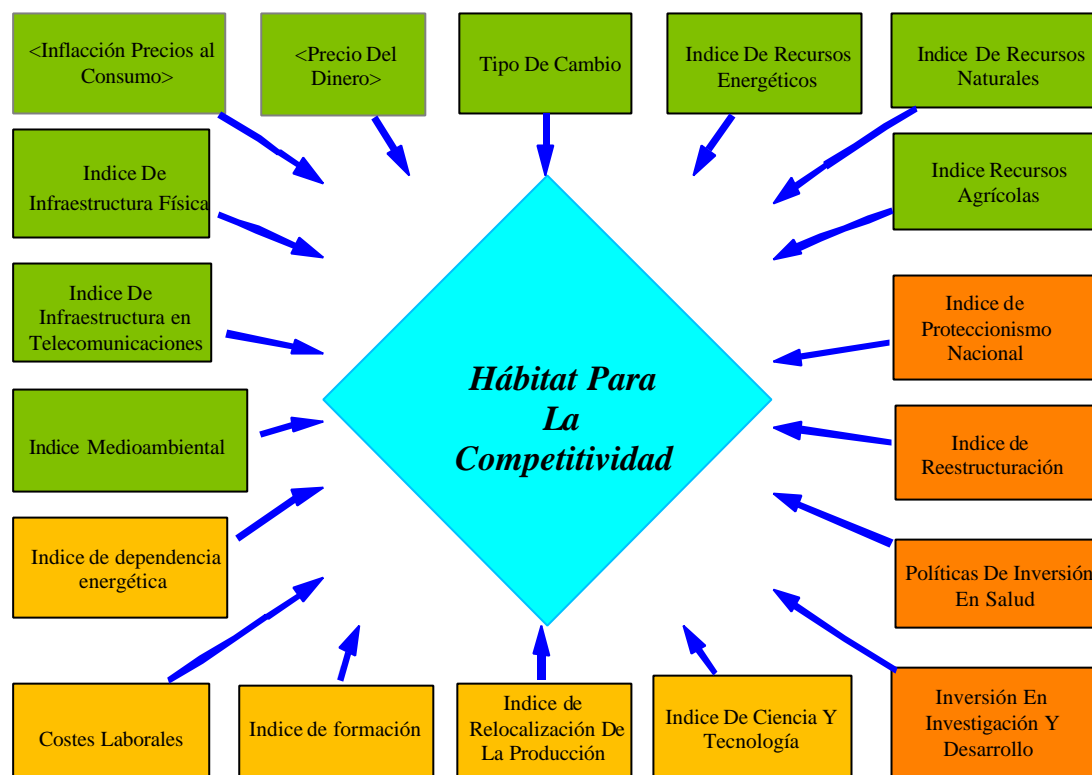 <Inflacción Precios al
Consumo>
<Precio Del
Dinero>
Tipo De Cambio
Indice De Recursos
Energéticos
Indice De Recursos
Naturales
Indice De
Infraestructura Física
Indice Recursos
Agrícolas
Indice De
Infraestructura en
Telecomunicaciones
Indice de
Proteccionismo
Nacional
Hábitat Para
La
Competitividad
Indice Medioambiental
Indice de
Reestructuración
Indice de dependencia
energética
Políticas De Inversión
En Salud
Costes Laborales
Indice de formación
Indice de
Relocalización De
La Producción
Indice De Ciencia Y
Tecnología
Inversión En
Investigación Y
Desarrollo